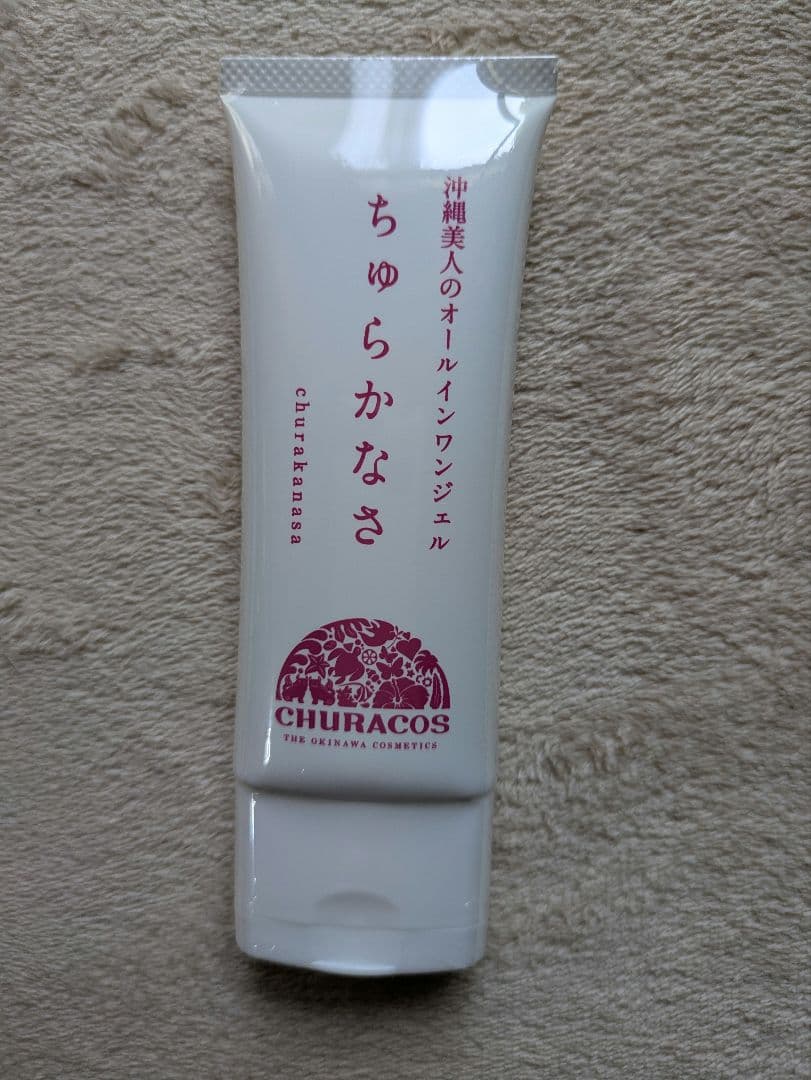 沖縄美人のオールインワンジェル
ちゅらかなさ
churakanasa
CHURACOS
THE OKINAWA COSMETICS